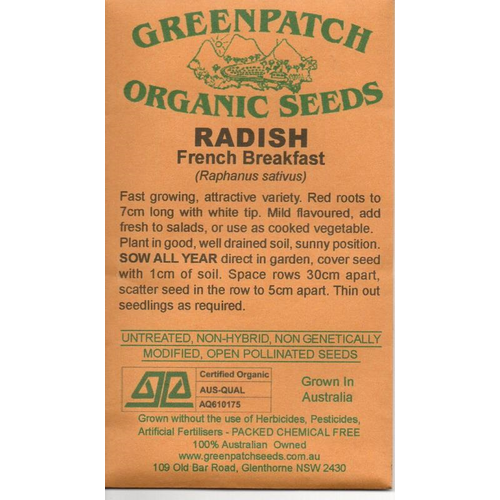 GREENPATCH
ORGANIC SEEDS
RADISH
French Breakfast
(Raphanus sativus)
Fast growing, attractive variety. Red roots to
7cm long with white tip. Mild flavoured, add
fresh to salads, or use as cooked vegetable.
Plant in good, well drained soil, sunny position.
SOW ALL YEAR direct in garden, cover seed
with 1cm of soil. Space rows 30cm apart,
scatter seed in the row to 5cm apart. Thin out
seedlings as required.
UNTREATED, NON-HYBRID, NON GENETICALLY
MODIFIED, OPEN POLLINATED SEEDS
Certified Organic
AUS-QUAL
AQ610175
Grown In
Australia
Grown without the use of Herbicides, Pesticides,
Artificial Fertilisers - PACKED CHEMICAL FREE
100% Australian Owned
www.greenpatchseeds.com.au
109 Old Bar Road, Glenthorne NSW 2430